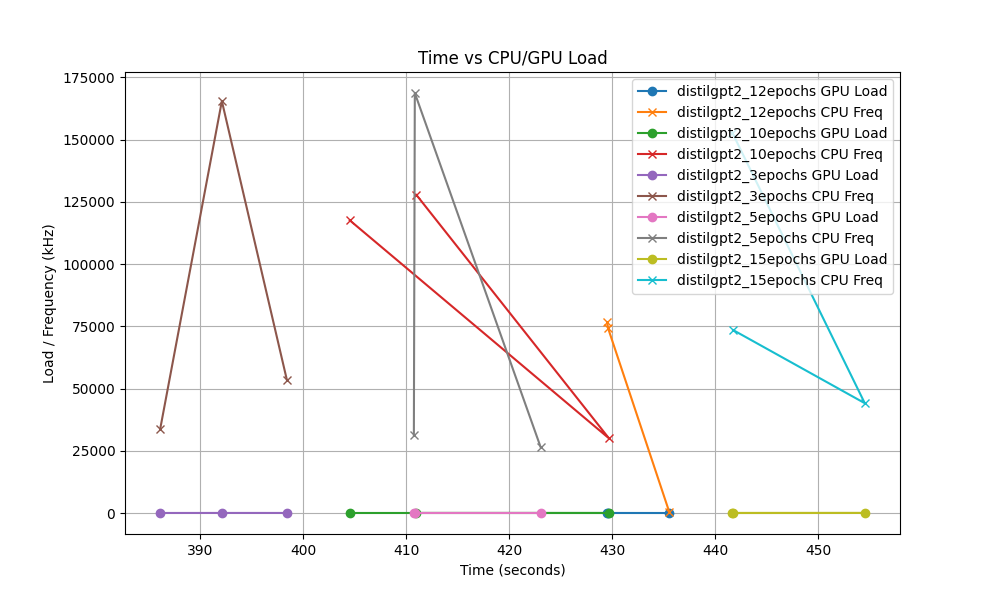 Time vs CPU/GPU Load
175000
150000
125000
100000
75000
50000
25000
0
Load / Frequency (kHz)
distilgpt2_12epochs GPU Load
distilgpt2_12epochs CPU Freq
distilgpt2_10epochs GPU Load
distilgpt2_10epochs CPU Freq
distilgpt2_3epochs GPU Load
distilgpt2_3epochs CPU Freq
distilgpt2_5epochs GPU Load
distilgpt2_5epochs CPU Freq
distilgpt2_15epochs GPU Load
distilgpt2_15epochs CPU Freq
390 400 410 420 430 440 450
Time (seconds)